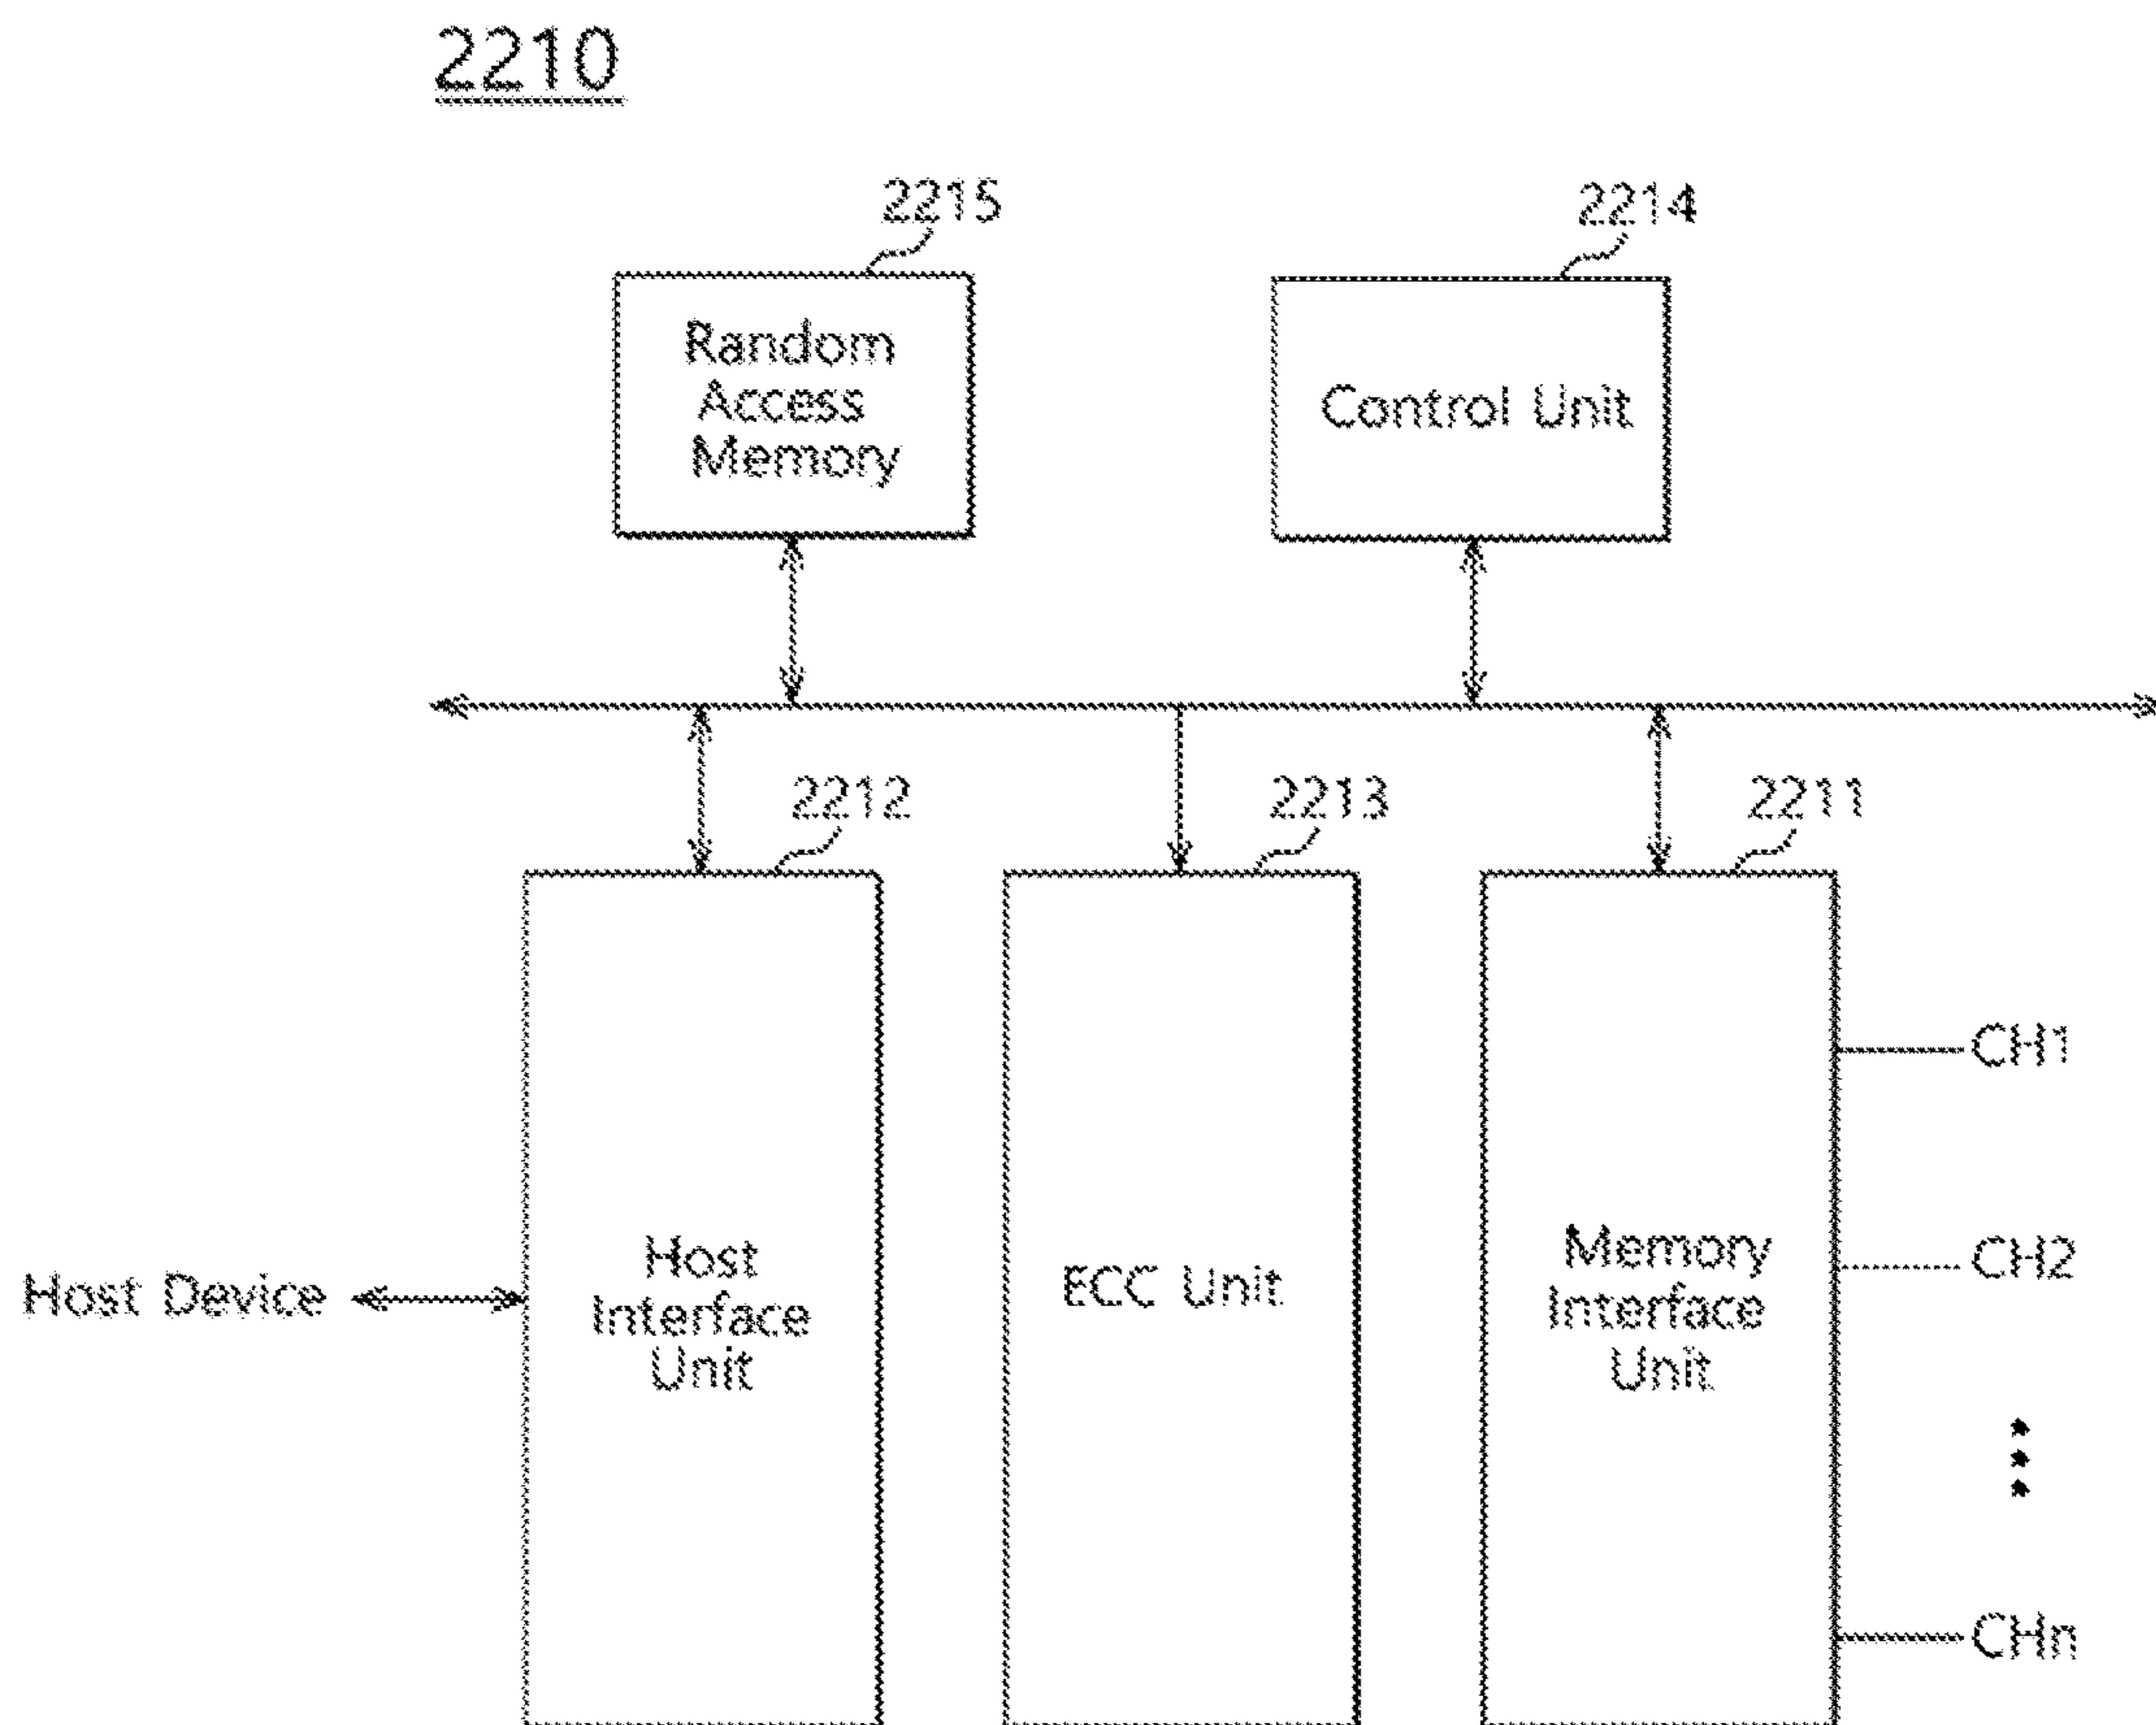 2210
2215
2214
Random
Access
Memory
Control Unit
2212
2213
2211
Host
Interface
Unit
ECC Unit
Memory
Interface
Unit
Host Device
CH1
CH2
CHn